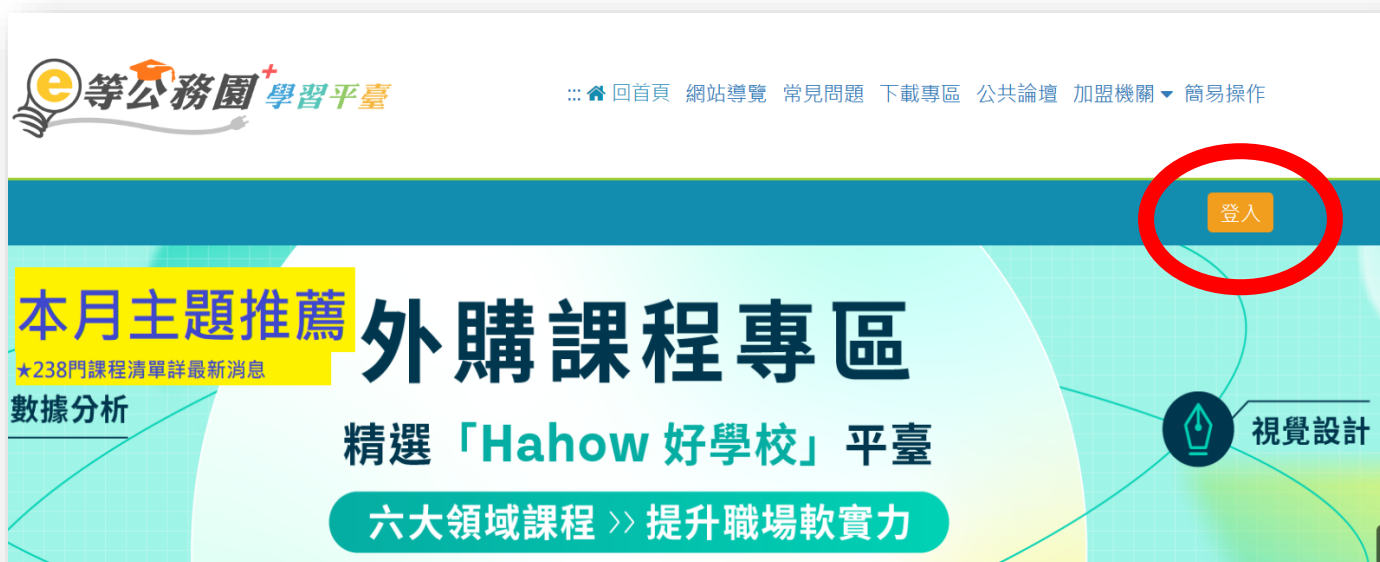 e等公務園+學習平臺
::: 回首頁 網站導覽 常見問題 下載專區 公共論壇 加盟機關 簡易操作
登入
本月主題推薦
★238門課程清單詳最新消息
外購課程專區
數據分析
精選「Hahow 好學校」平臺
視覺設計
六大領域課程 >> 提升職場軟實力